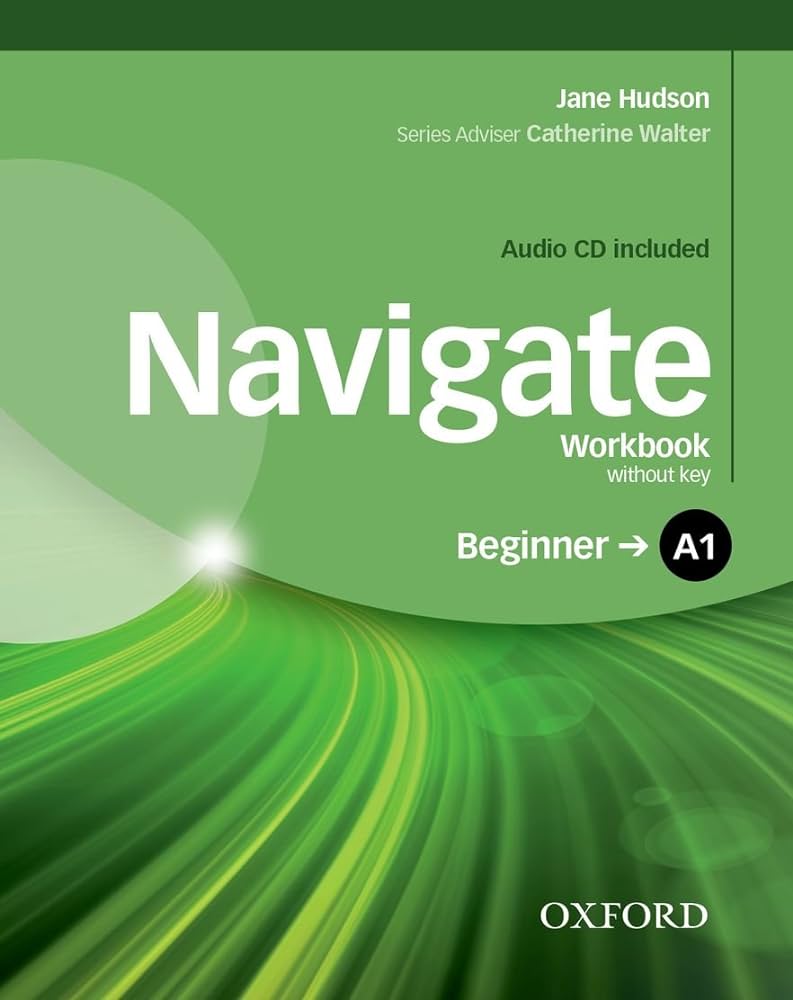 Jane Hudson
Series Adviser Catherine Walter
Audio CD included
Navigate
Workbook
without key
Beginner → A1
OXFORD